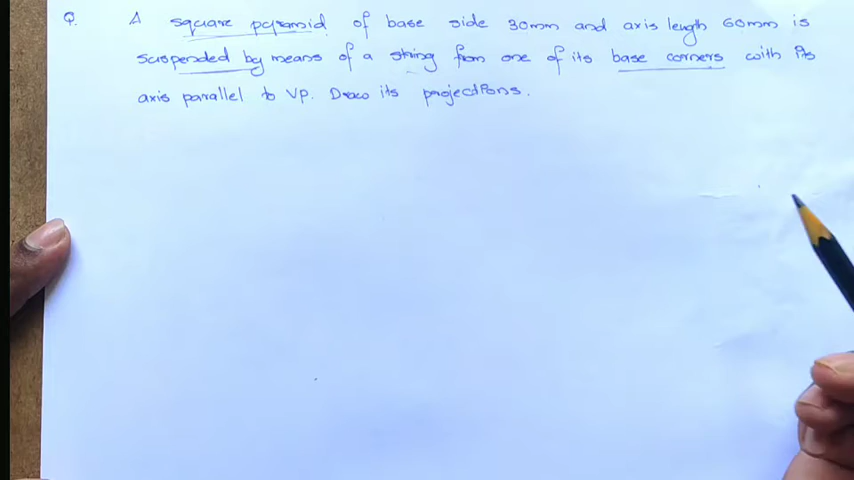 Q. A square pyramid of base side 30mm and axis length 60mm is
suspended by means of a string from one of its base corners with its
axis parallel to VP. Draw its projections.